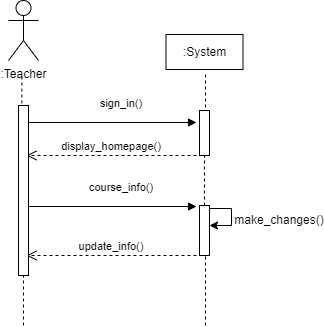 :System
:Teacher
sign_in()
display_homepage()
course_info()
make_changes()
update_info()